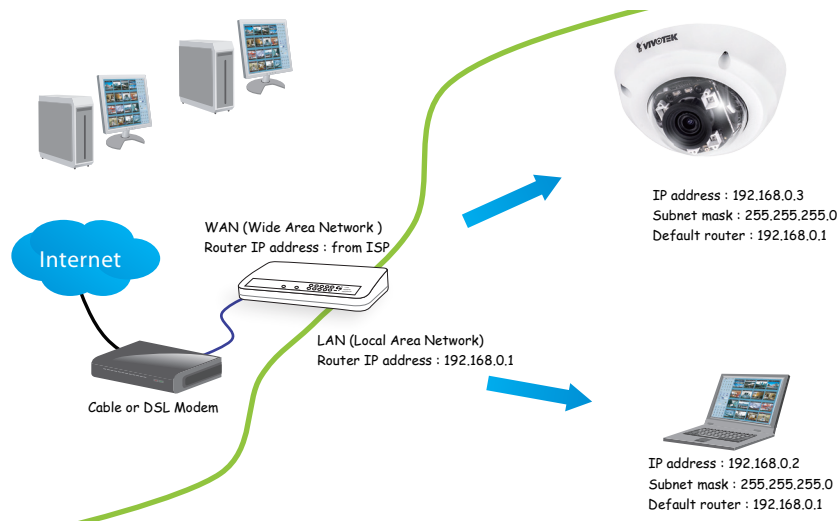 VIVOTEK
IP address : 192.168.0.3
Subnet mask : 255.255.255.0
Default router : 192.168.0.1
WAN (Wide Area Network )
Router IP address : from ISP
Internet
LAN (Local Area Network)
Router IP address : 192.168.0.1
Cable or DSL Modem
IP address : 192.168.0.2
Subnet mask : 255.255.255.0
Default router : 192.168.0.1